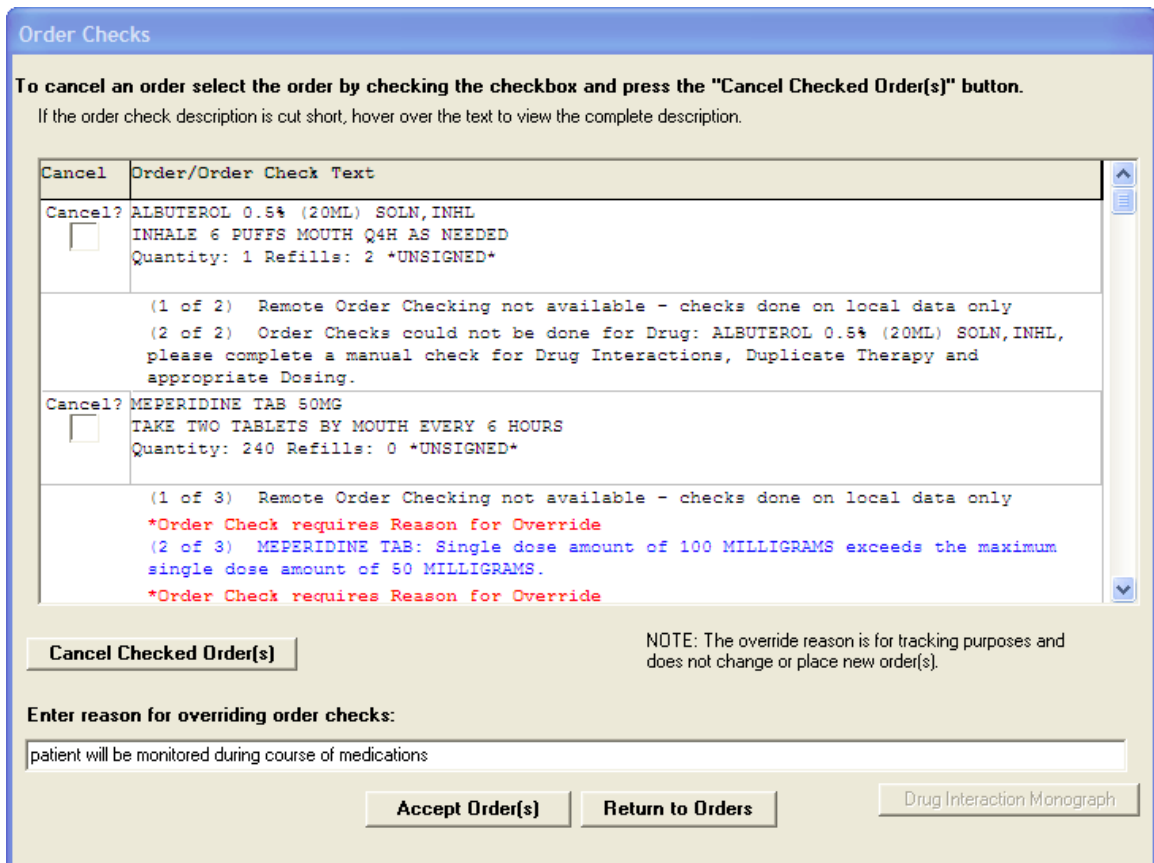 Order Checks
To cancel an order select the order by checking the checkbox and press the "Cancel Checked Order(s)" button.
If the order check description is cut short, hover over the text to view the complete description.
Cancel Order/Order Check Text
Cancel? ALBUTEROL 0.5% (20ML) SOLN,INHL
INHALE 6 PUFFS MOUTH Q4H AS NEEDED
Quantity: 1 Refills: 2 *UNSIGNED*
(1 of 2) Remote Order Checking not available - checks done on local data only
(2 of 2) Order Checks could not be done for Drug: ALBUTEROL 0.5% (20ML) SOLN,INHL,
please complete a manual check for Drug Interactions, Duplicate Therapy and
appropriate Dosing.
Cancel? MEPERIDINE TAB 50MG
TAKE TWO TABLETS BY MOUTH EVERY 6 HOURS
Quantity: 240 Refills: 0 *UNSIGNED*
(1 of 3) Remote Order Checking not available - checks done on local data only
*Order Check requires Reason for Override
(2 of 3) MEPERIDINE TAB: Single dose amount of 100 MILLIGRAMS exceeds the maximum
single dose amount of 50 MILLIGRAMS.
*Order Check requires Reason for Override
Cancel Checked Order(s)
NOTE: The override reason is for tracking purposes and
does not change or place new order(s).
Enter reason for overriding order checks:
patient will be monitored during course of medications
Accept Order(s) Return to Orders Drug Interaction Monograph